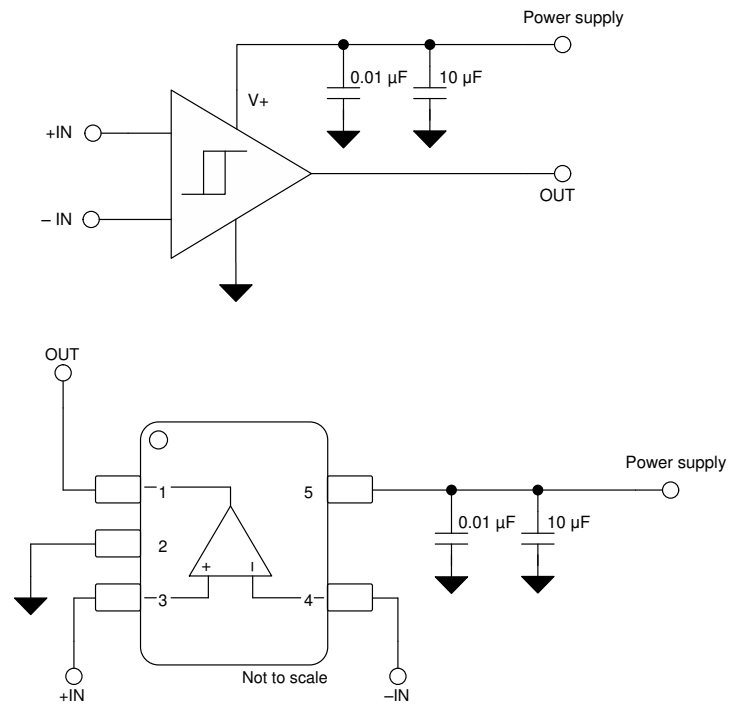 Power supply
0.01 µF
10 µF
V+
+IN
– IN
OUT
OUT
Power supply
1
5
0.01 µF
10 µF
2
+
–
3
4
Not to scale
+IN
–IN